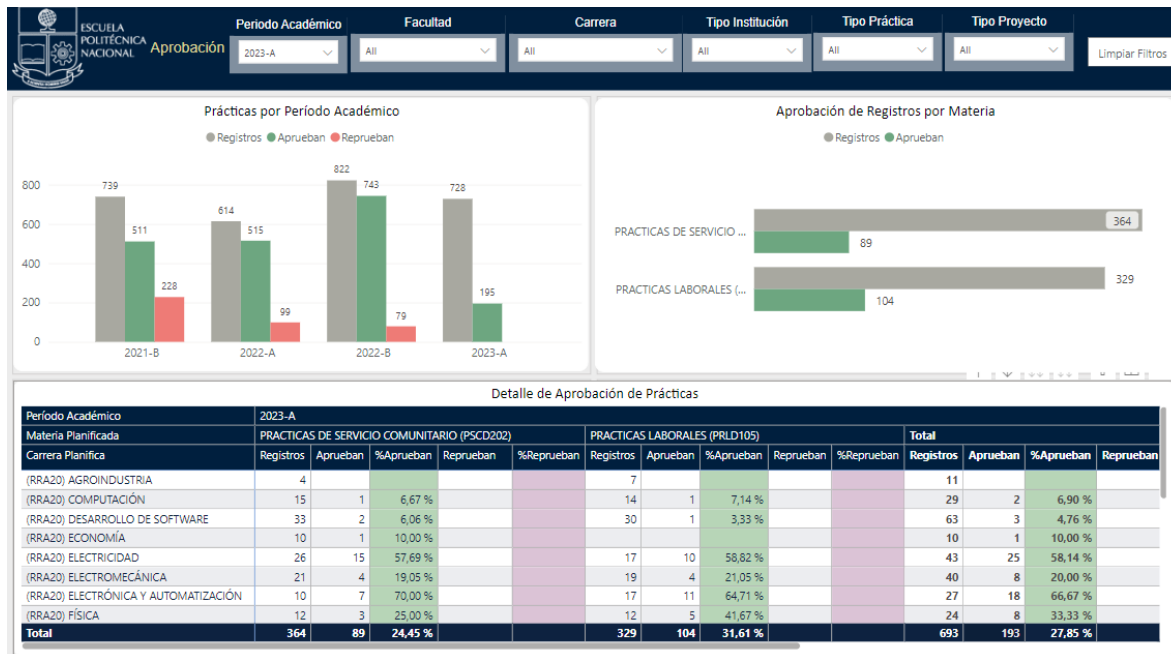 ESCUELA
POLITÉCNICA
NACIONAL
Aprobación
Periodo Académico
2023-A
Facultad
All
Carrera
All
Tipo Institución
All
Tipo Práctica
All
Tipo Proyecto
All
Limpiar Filtros
Prácticas por Período Académico
Registros Aprueban Reprueban
800
600
400
200
0
739
511
228
614
515
99
822
743
79
728
195
2021-B
2022-A
2022-B
2023-A
Aprobación de Registros por Materia
Registros Aprueban
PRACTICAS DE SERVICIO ...
364
89
PRACTICAS LABORALES (...
329
104
Detalle de Aprobación de Prácticas
Período Académico 2023-A
Materia Planificada PRACTICAS DE SERVICIO COMUNITARIO (PSCD202) PRACTICAS LABORALES (PRLD105) Total
Carrera Planifica Registros Aprueban %Aprueban Reprueban %Reprueban Registros Aprueban %Aprueban Reprueban %Reprueban Registros Aprueban %Aprueban Reprueban
(RRA20) AGROINDUSTRIA 4 7 11
(RRA20) COMPUTACIÓN 15 1 6,67 % 14 1 7,14 % 29 2 6,90 %
(RRA20) DESARROLLO DE SOFTWARE 33 2 6,06 % 30 1 3,33 % 63 3 4,76 %
(RRA20) ECONOMÍA 10 1 10,00 % 10 1 10,00 %
(RRA20) ELECTRICIDAD 26 15 57,69 % 17 10 58,82 % 43 25 58,14 %
(RRA20) ELECTROMECÁNICA 21 4 19,05 % 19 4 21,05 % 40 8 20,00 %
(RRA20) ELECTRÓNICA Y AUTOMATIZACIÓN 10 7 70,00 % 17 11 64,71 % 27 18 66,67 %
(RRA20) FÍSICA 12 3 25,00 % 12 5 41,67 % 24 8 33,33 %
Total 364 89 24,45 % 329 104 31,61 % 693 193 27,85 %